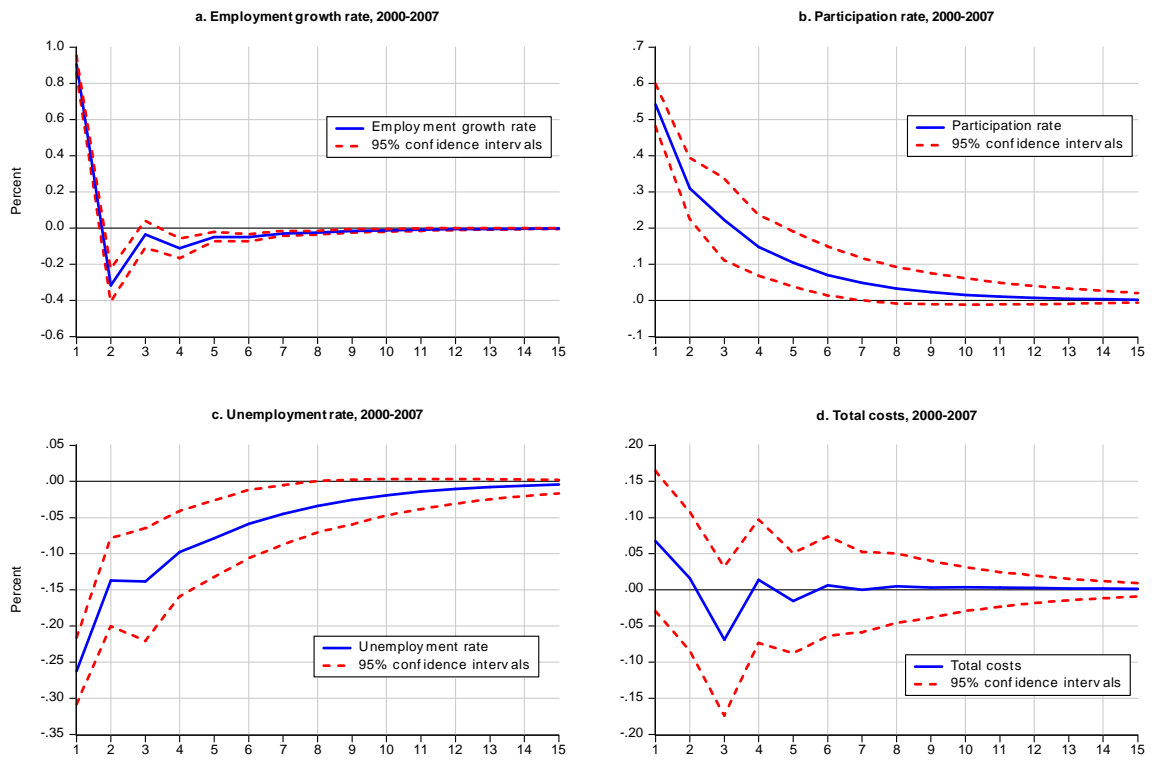 a. Employment growth rate, 2000-2007
Percent
1.0
0.8
0.6
0.4
0.2
0.0
-0.2
-0.4
-0.6
Employment growth rate
95% confidence intervals
1 2 3 4 5 6 7 8 9 10 11 12 13 14 15
b. Participation rate, 2000-2007
.7
.6
.5
.4
.3
.2
.1
.0
-.1
Participation rate
95% confidence intervals
1 2 3 4 5 6 7 8 9 10 11 12 13 14 15
c. Unemployment rate, 2000-2007
Percent
.05
.00
-.05
-.10
-.15
-.20
-.25
-.30
-.35
Unemployment rate
95% confidence intervals
1 2 3 4 5 6 7 8 9 10 11 12 13 14 15
d. Total costs, 2000-2007
.20
.15
.10
.05
.00
-.05
-.10
-.15
-.20
Total costs
95% confidence intervals
1 2 3 4 5 6 7 8 9 10 11 12 13 14 15